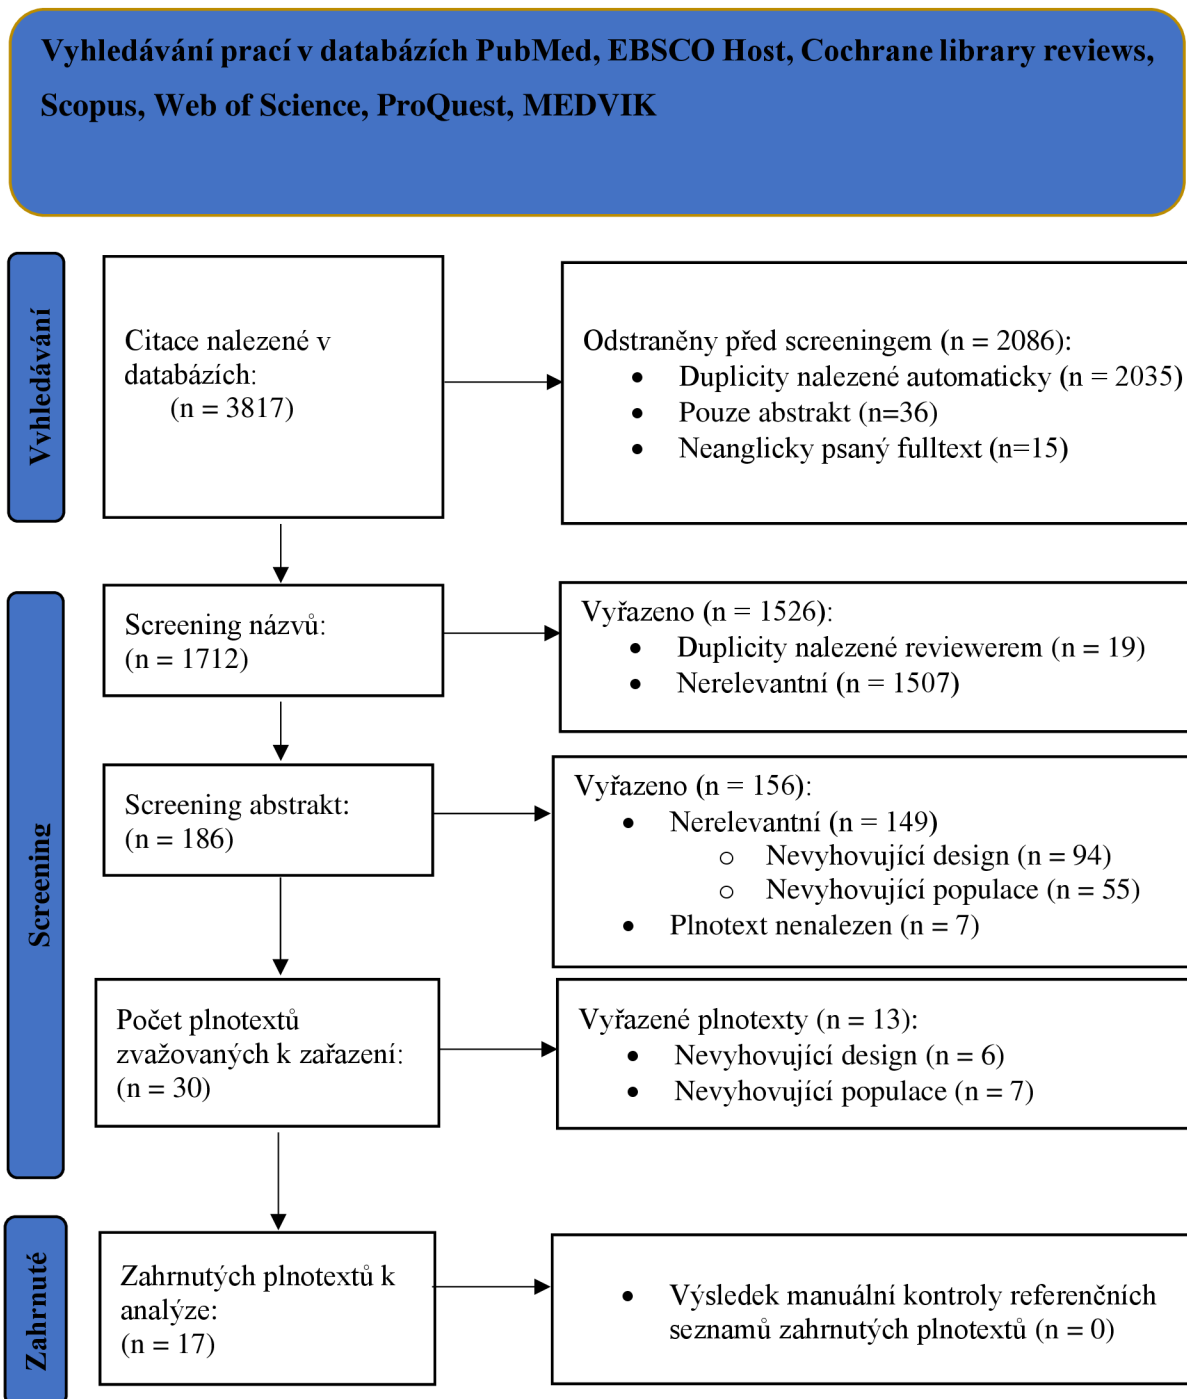 Vyhledávání prací v databázích PubMed, EBSCO Host, Cochrane library reviews,
Scopus, Web of Science, ProQuest, MEDVIK
Vyhledávání
Citace nalezené v
databázích:
(n = 3817)
Odstraněny před screeningem (n = 2086):
• Duplicity nalezené automaticky (n = 2035)
• Pouze abstrakt (n=36)
• Neanglicky psaný fulltext (n=15)
Screening
Screening názvů:
(n = 1712)
Vyřazeno (n = 1526):
• Duplicity nalezené reviewerem (n = 19)
• Nerelevantní (n = 1507)
Screening abstrakt:
(n = 186)
Vyřazeno (n = 156):
• Nerelevantní (n = 149)
o Nevyhovující design (n = 94)
o Nevyhovující populace (n = 55)
• Plnotext nenalezen (n = 7)
Počet plnotextů
zvažovaných k zařazení:
(n = 30)
Vyřazené plnotexty (n = 13):
• Nevyhovující design (n = 6)
• Nevyhovující populace (n = 7)
Zahrnuté
Zahrnutých plnotextů k
analýze:
(n = 17)
• Výsledek manuální kontroly referenčních
seznamů zahrnutých plnotextů (n = 0)